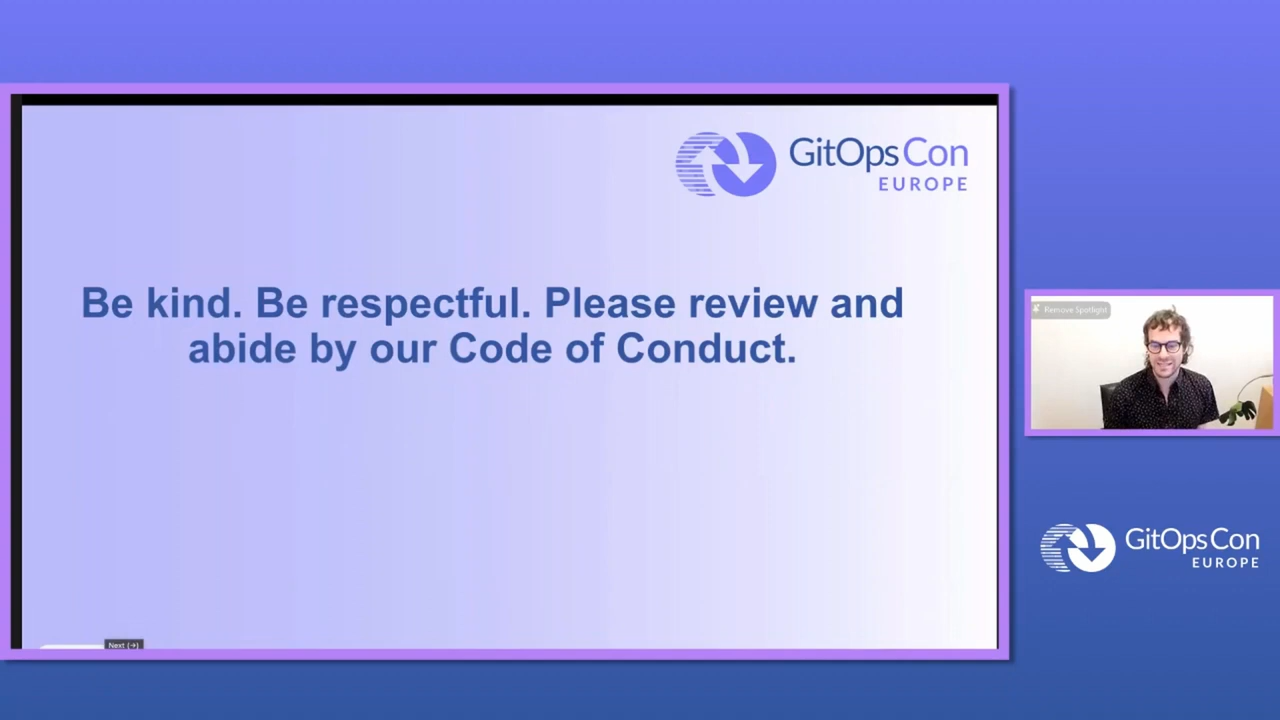 GitOpsCon
EUROPE
Be kind. Be respectful. Please review and
abide by our Code of Conduct.
Next (→)
Remove Spotlight
GitOpsCon
EUROPE